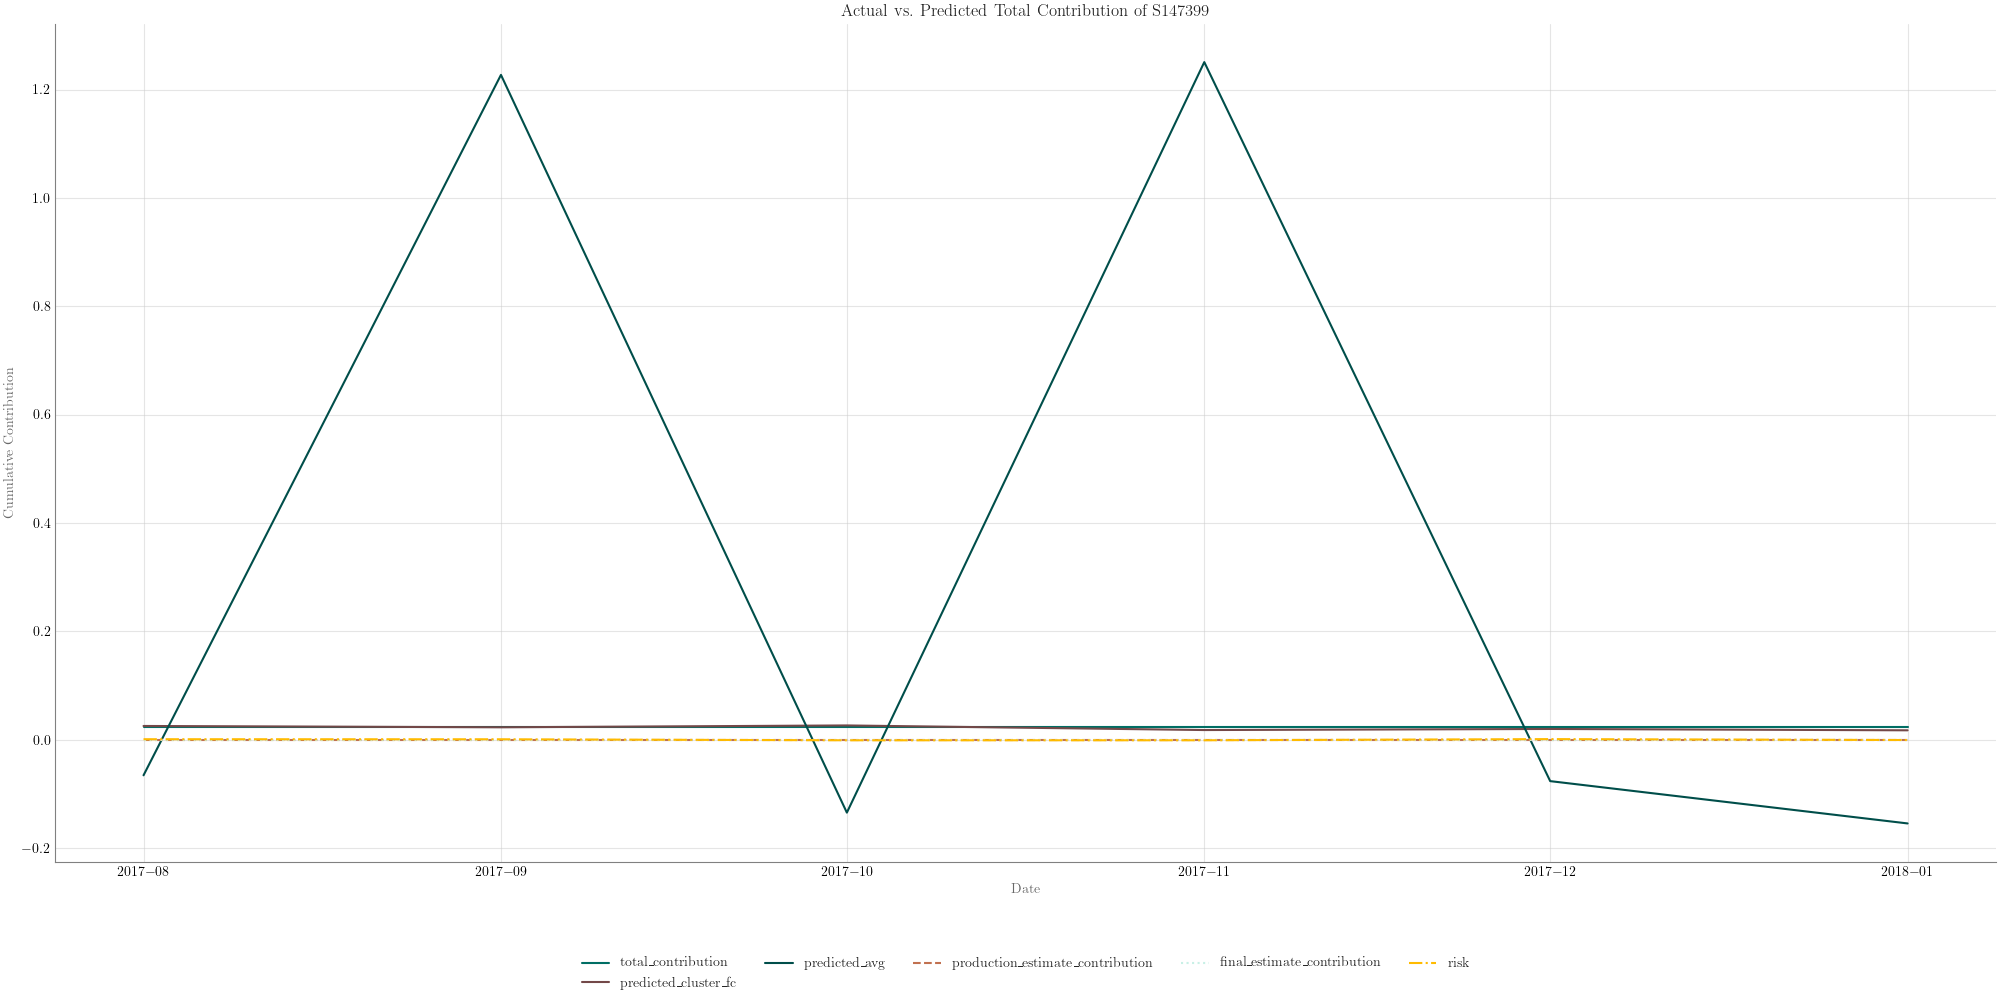 Actual vs. Predicted Total Contribution of S147399
Cumulative Contribution
1.2
1.0
0.8
0.6
0.4
0.2
0.0
−0.2
2017−08 2017−09 2017−10 2017−11 2017−12 2018−01
Date
total_contribution predicted_avg production_estimate_contribution final_estimate_contribution risk
predicted_cluster_fc